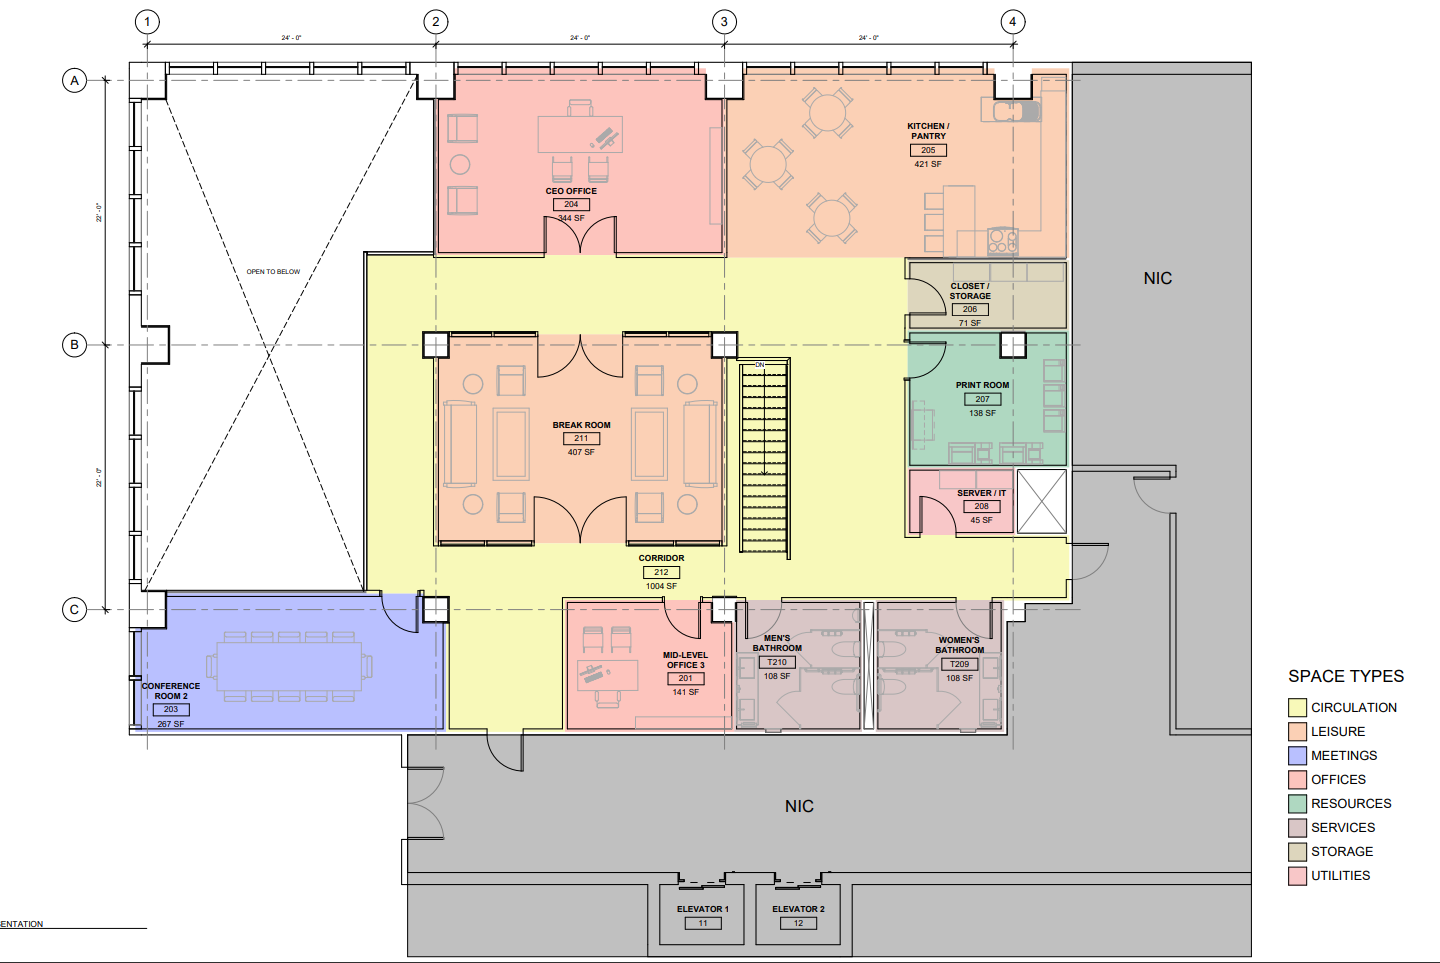 1
2
3
4
24' - 0"
24' - 0"
24' - 0"
A
B
C
22' - 0"
22' - 0"
OPEN TO BELOW
CEO OFFICE
204
344 SF
KITCHEN /
PANTRY
205
421 SF
CLOSET /
STORAGE
206
71 SF
NIC
DN
PRINT ROOM
207
138 SF
BREAK ROOM
211
407 SF
SERVER / IT
208
45 SF
CORRIDOR
212
1004 SF
CONFERENCE
ROOM 2
203
267 SF
MID-LEVEL
OFFICE 3
201
141 SF
MEN'S
BATHROOM
T210
108 SF
WOMEN'S
BATHROOM
T209
108 SF
NIC
ELEVATOR 1
11
ELEVATOR 2
12
SPACE TYPES
CIRCULATION
LEISURE
MEETINGS
OFFICES
RESOURCES
SERVICES
STORAGE
UTILITIES
ENTATION